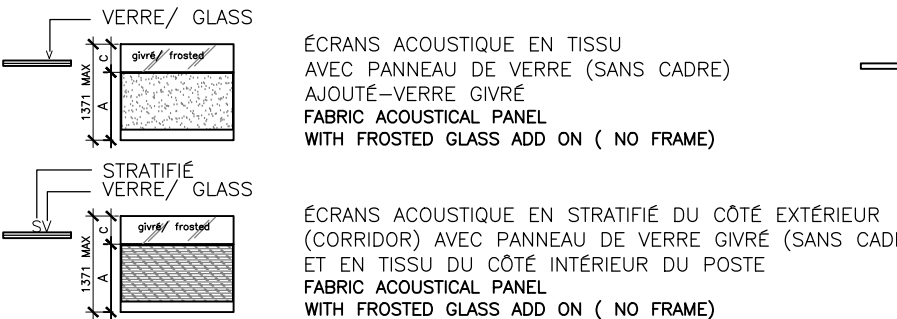 VERRE/ GLASS
givré/ frosted
1371 MAX
C
A
ÉCRANS ACOUSTIQUE EN TISSU
AVEC PANNEAU DE VERRE (SANS CADRE)
AJOUTÉ-VERRE GIVRÉ
FABRIC ACOUSTICAL PANEL
WITH FROSTED GLASS ADD ON ( NO FRAME)
STRATIFIÉ
VERRE/ GLASS
SV
givré/ frosted
1371 MAX
C
A
ÉCRANS ACOUSTIQUE EN STRATIFIÉ DU CÔTÉ EXTÉRIEUR
(CORRIDOR) AVEC PANNEAU DE VERRE GIVRÉ (SANS
ET EN TISSU DU CÔTÉ INTÉRIEUR DU POSTE
FABRIC ACOUSTICAL PANEL
WITH FROSTED GLASS ADD ON ( NO FRAME)